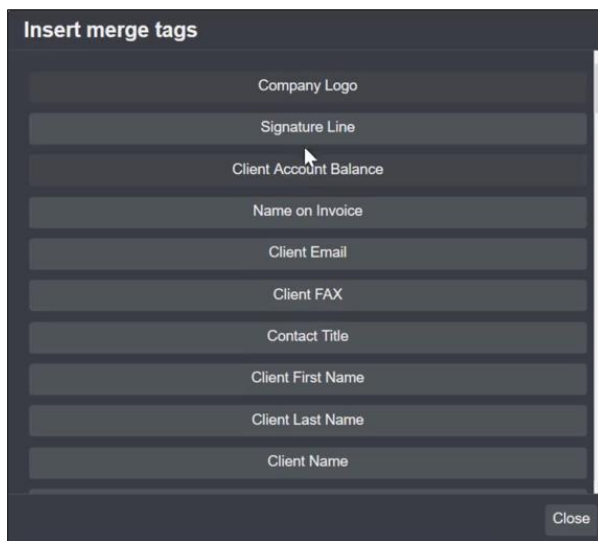 Insert merge tags
Company Logo
Signature Line
Client Account Balance
Name on Invoice
Client Email
Client FAX
Contact Title
Client First Name
Client Last Name
Client Name
Close